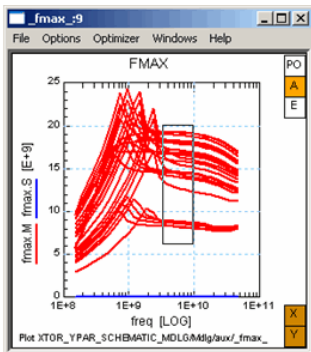 _fmax_:9
File Options Optimizer Windows Help
FMAX
PO
A
E
25
20
15
10
5
0
fmax.M fmax.S [E+9]
1E+8 1E+9 1E+10 1E+11
freq [LOG]
X
Y
Plot XTOR_YPAR_SCHEMATIC_MDLG/Mdlg/aux/_fmax_